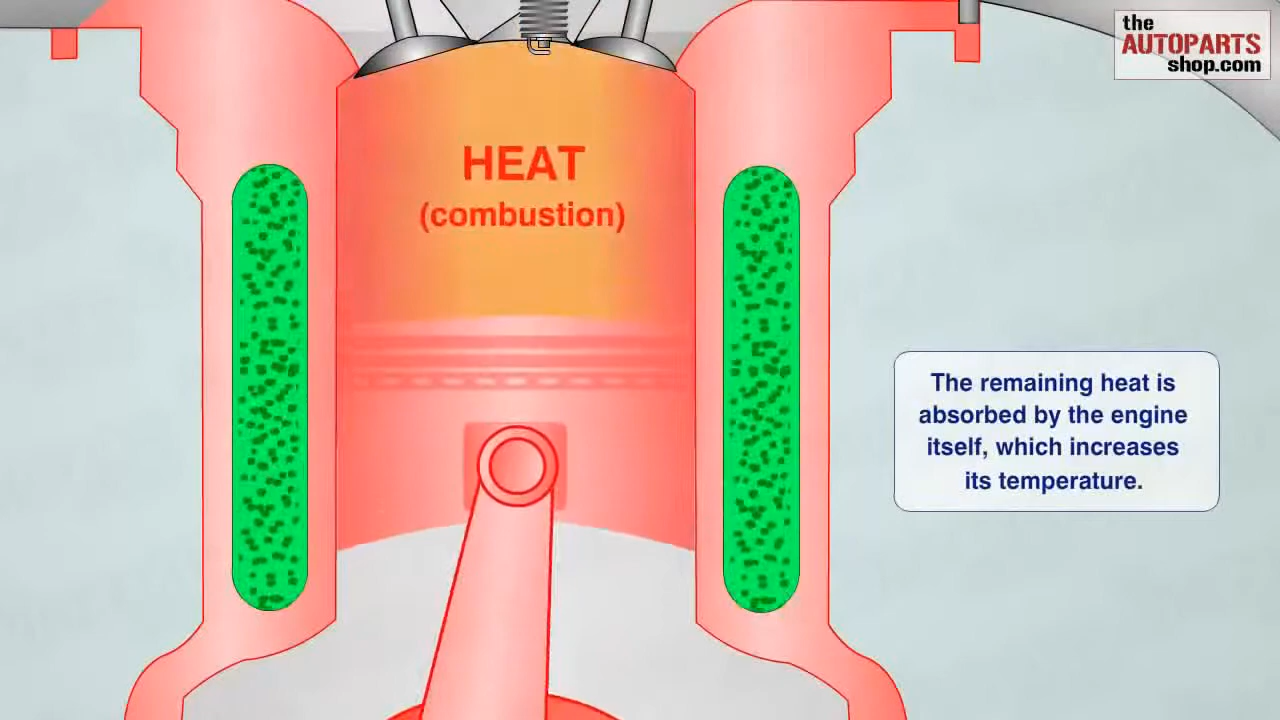 the
AUTOPARTS
shop.com
HEAT
(combustion)
The remaining heat is
absorbed by the engine
itself, which increases
its temperature.